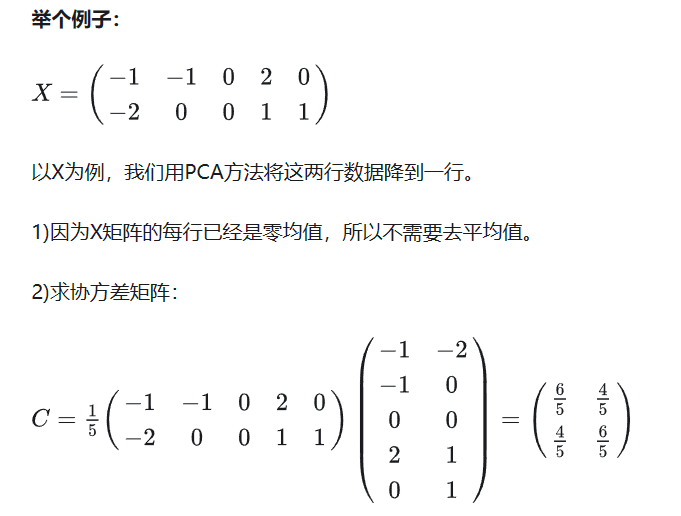 举个例子：
X = \begin{pmatrix} -1 & -1 & 0 & 2 & 0 \\ -2 & 0 & 0 & 1 & 1 \end{pmatrix}
以X为例，我们用PCA方法将这两行数据降到一行。
1)因为X矩阵的每行已经是零均值，所以不需要去平均值。
2)求协方差矩阵：
C = \frac{1}{5} \begin{pmatrix} -1 & -1 & 0 & 2 & 0 \\ -2 & 0 & 0 & 1 & 1 \end{pmatrix} \begin{pmatrix} -1 & -2 \\ -1 & 0 \\ 0 & 0 \\ 2 & 1 \\ 0 & 1 \end{pmatrix} = \begin{pmatrix} \frac{6}{5} & \frac{4}{5} \\ \frac{4}{5} & \frac{6}{5} \end{pmatrix}